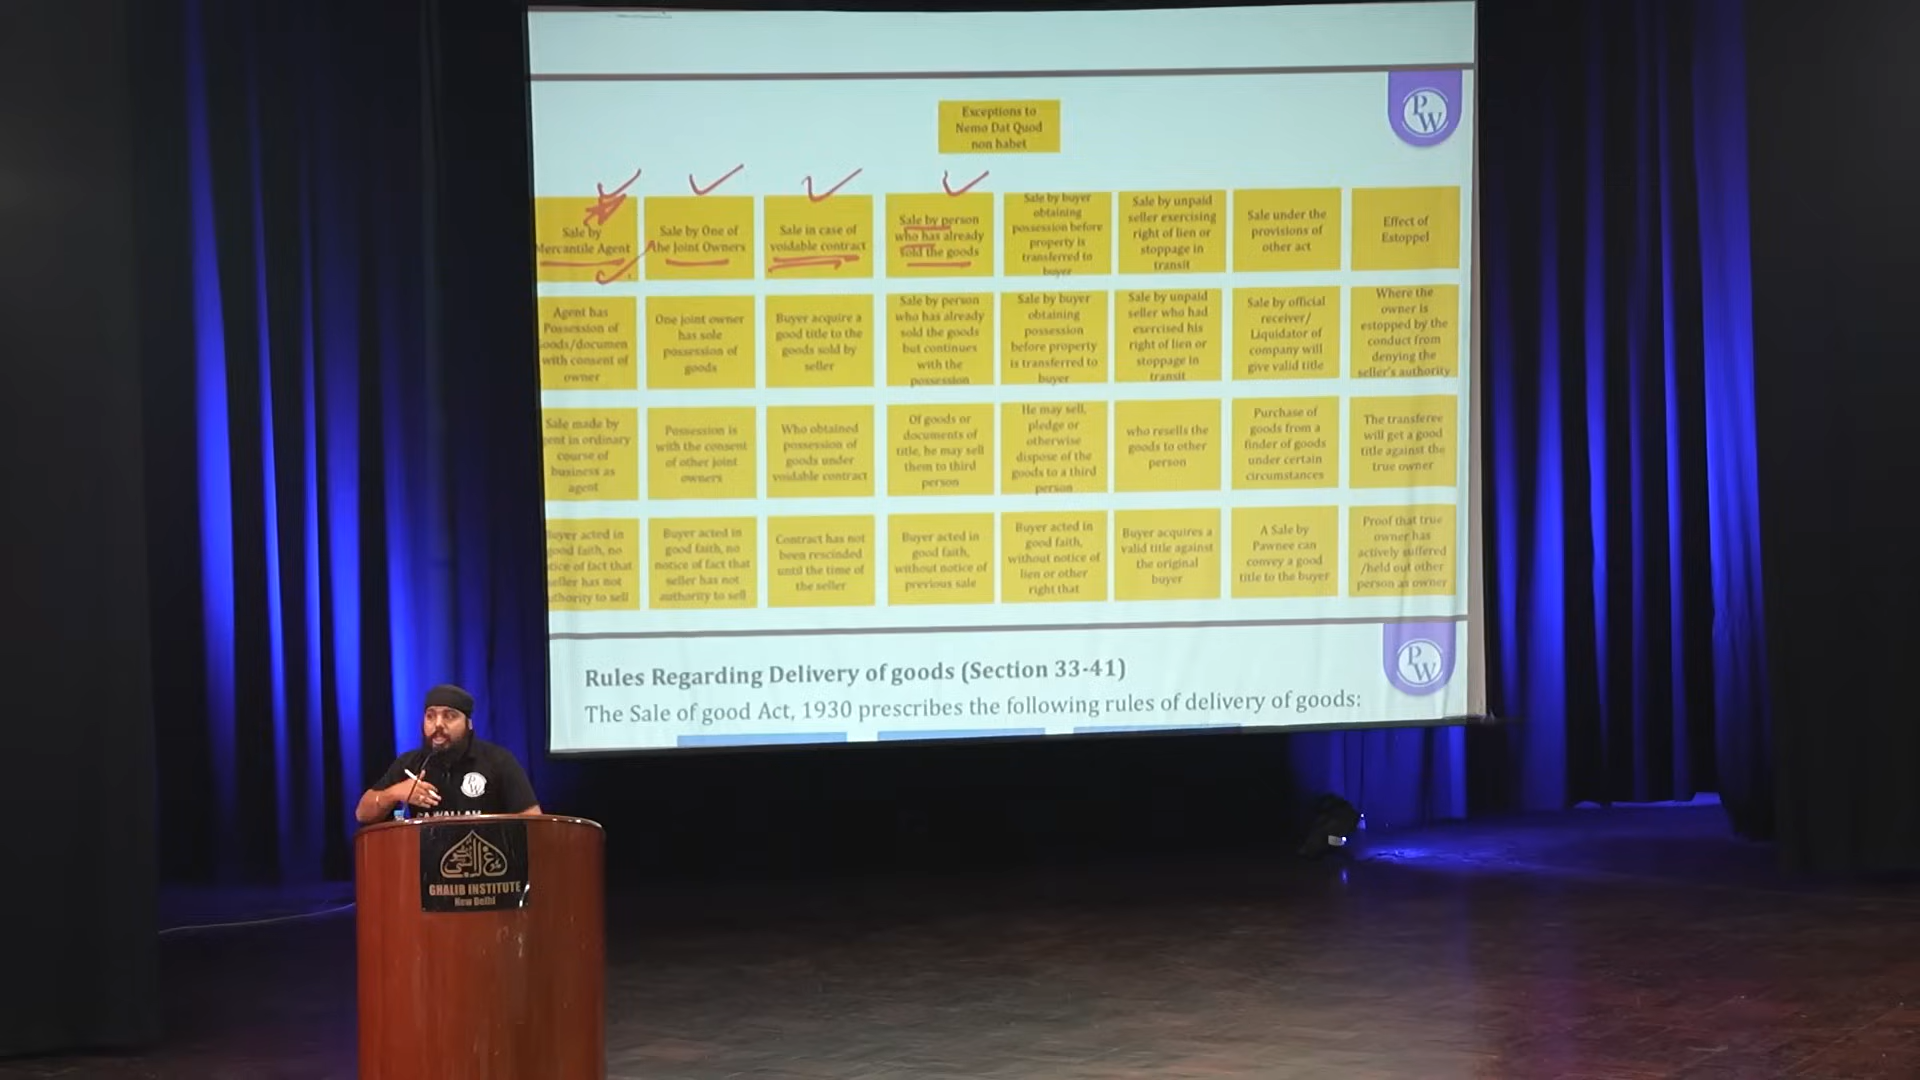 Exceptions to
Nemo Dat Quod
non habet
PW
Sale by
Mercantile Agent
Sale by One of
the Joint Owners
Sale in case of
voidable contract
Sale by person
who has already
sold the goods
Sale by buyer
obtaining
possession before
property is
transferred to
buyer
Sale by unpaid
seller exercising
right of lien or
stoppage in
transit
Sale under the
provisions of
other act
Effect of
Estoppel
Agent has
Possession of
oods/documen
with consent of
owner
One joint owner
has sole
possession of
goods
Buyer acquire a
good title to the
goods sold by
seller
Sale by person
who has already
sold the goods
but continues
with the
possession
Sale by buyer
obtaining
possession
before property
is transferred to
buyer
Sale by unpaid
seller who had
exercised his
right of lien or
stoppage in
transit
Sale by official
receiver/
Liquidator of
company will
give valid title
Where the
owner is
estopped by the
conduct from
denying the
seller's authority
Sale made by
ent in ordinary
course of
business as
agent
Possession is
with the consent
of other joint
owners
Who obtained
possession of
goods under
voidable contract
Of goods or
documents of
title, he may sell
them to third
person
He may sell,
pledge or
otherwise
dispose of the
goods to a third
person
who resells the
goods to other
person
Purchase of
goods from a
finder of goods
under certain
circumstances
The transferee
will get a good
title against the
true owner
uyer acted in
ood faith, no
tice of fact that
eller has not
thority to sell
Buyer acted in
good faith, no
notice of fact that
seller has not
authority to sell
Contract has not
been rescinded
until the time of
the seller
Buyer acted in
good faith,
without notice of
previous sale
Buyer acted in
good faith,
without notice of
lien or other
right that
Buyer acquires a
valid title against
the original
buyer
A Sale by
Pawnee can
convey a good
title to the buyer
Proof that true
owner has
actively suffered
/held out other
person as owner
PW
Rules Regarding Delivery of goods (Section 33-41)
The Sale of good Act, 1930 prescribes the following rules of delivery of goods:
PW
WALLAH
غالب
GHALIB INSTITUTE
New Delhi